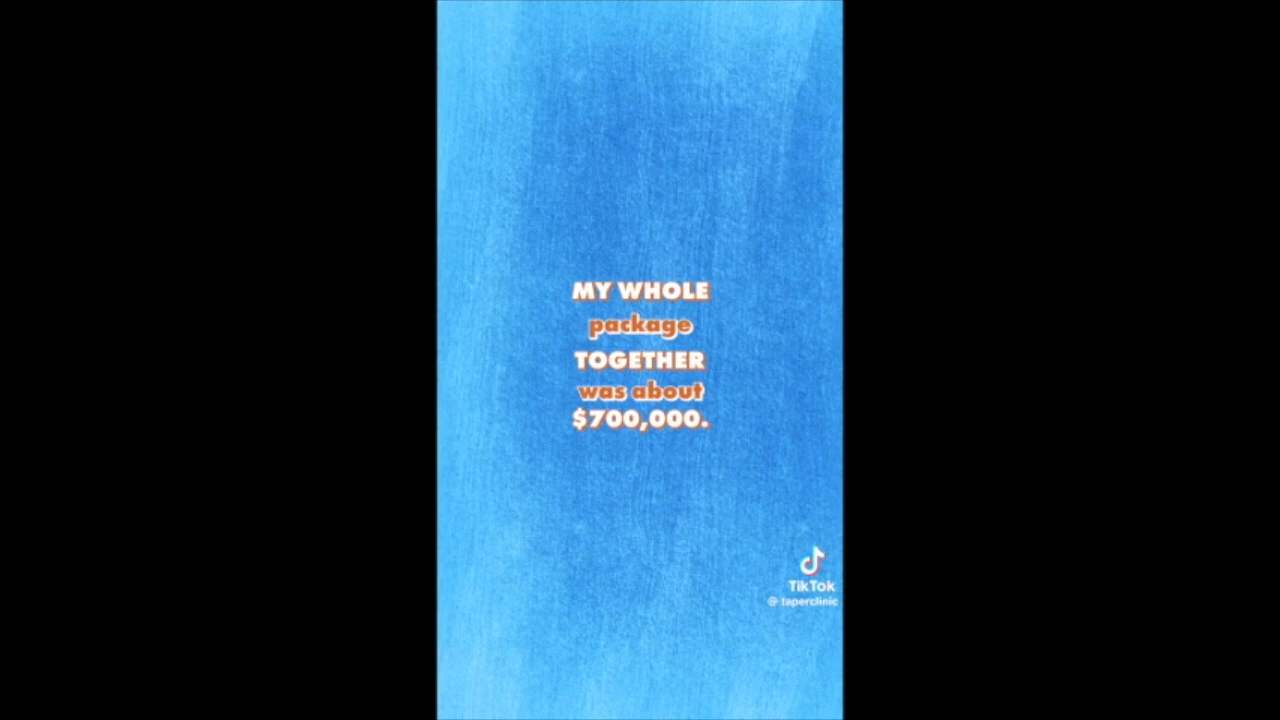 MY WHOLE
package
TOGETHER
was about
$700,000.
TikTok
@ taperclinic